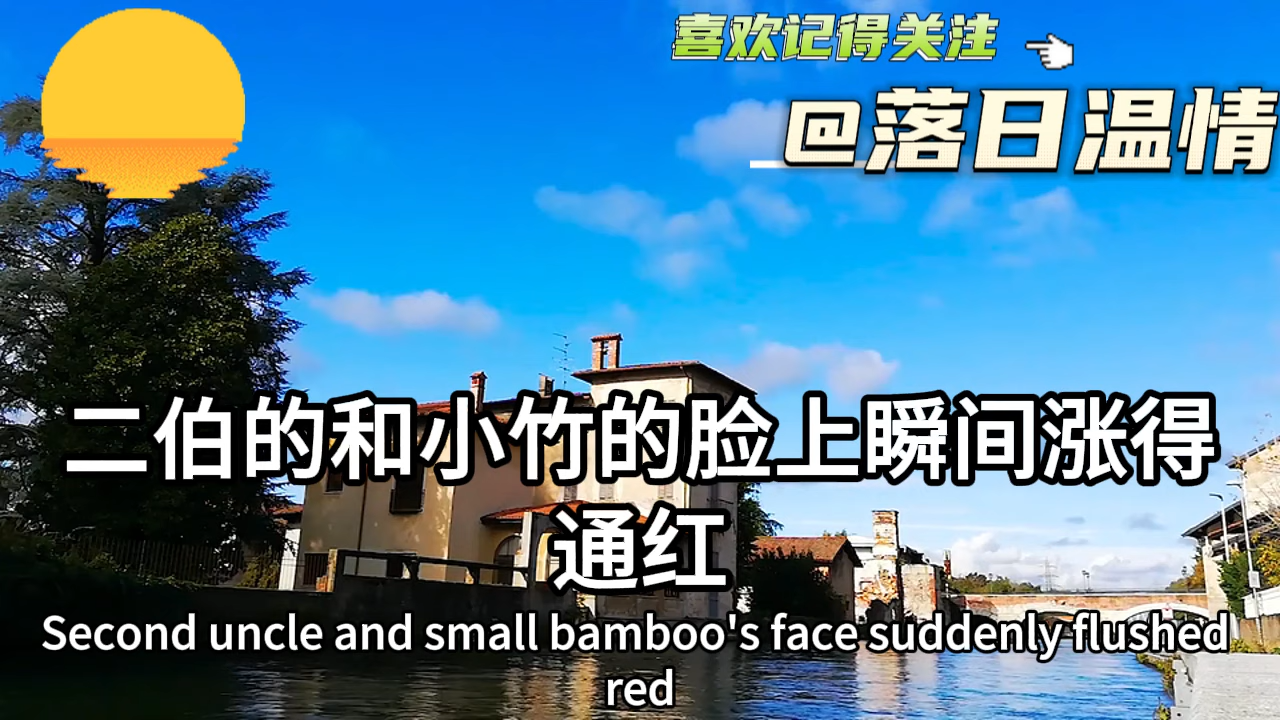 喜欢记得关注
@落日温情
二伯的和小竹的脸上瞬间涨得
通红
Second uncle and small bamboo's face suddenly flushed
red